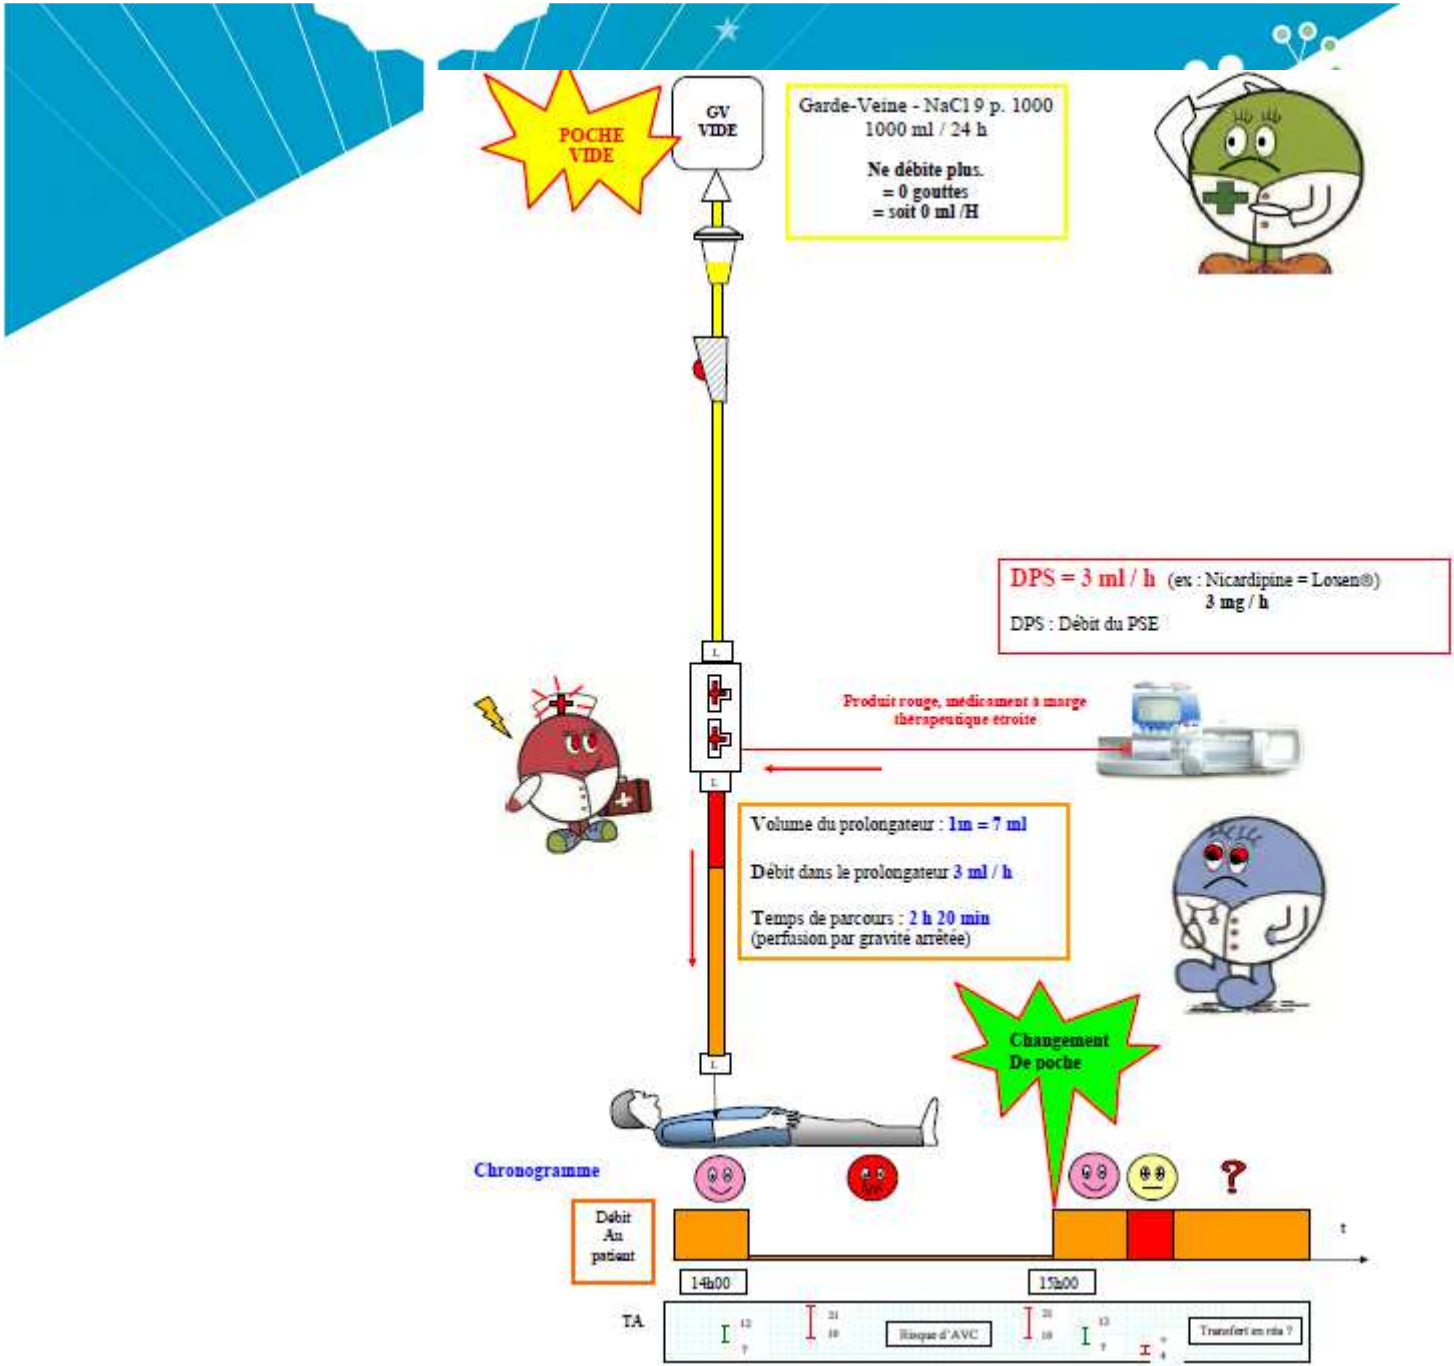 POCHE
VIDE
GV
VIDE
Garde-Veine - NaCl 9 p. 1000
1000 ml / 24 h
Ne débite plus.
= 0 gouttes
= soit 0 ml /H
DPS = 3 ml / h (ex : Nicardipine = Loxen®)
3 mg / h
DPS : Débit du PSE
L
Produit rouge, médicament à marge
thérapeutique étroite
L
Volume du prolongateur : 1m = 7 ml
Débit dans le prolongateur 3 ml / h
Temps de parcours : 2 h 20 min
(perfusion par gravité arrêtée)
Changement
De poche
L
Chronogramme
?
Débit
Au
patient
t
14h00
15h00
TA
12
7
21
10
Risque d'AVC
21
10
12
7
9
4
Transfert en réa ?